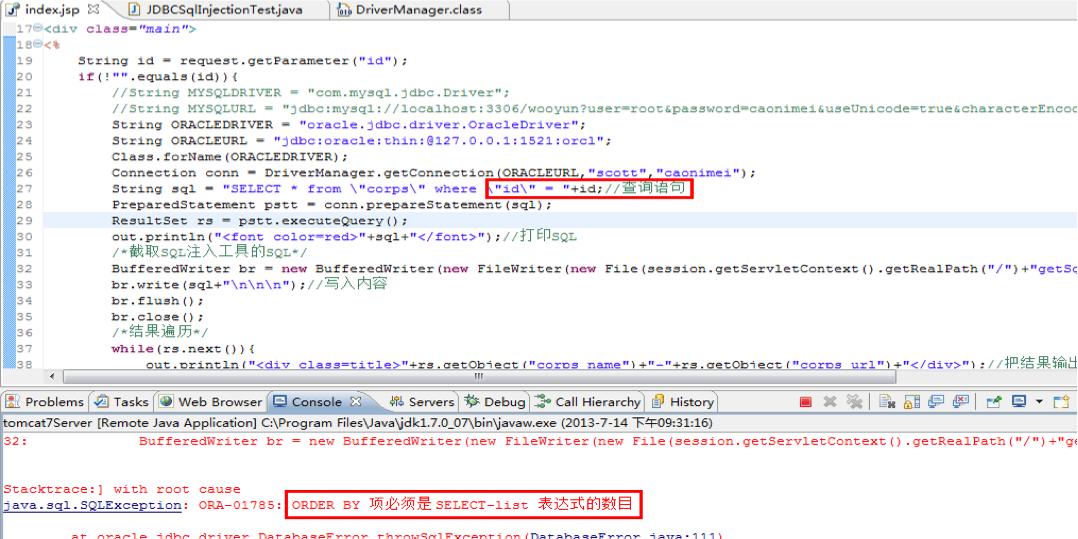 index.jsp JDBCSqlInjectionTest.java DriverManager.class
17 <div class="main">
18 <%
19 String id = request.getParameter("id");
20 if(!"".equals(id)){
21 //String MYSQLDRIVER = "com.mysql.jdbc.Driver";
22 //String MYSQLURL = "jdbc:mysql://localhost:3306/wooyun?user=root&password=caonimei&useUnicode=true&characterEncod
23 String ORACLEDRIVER = "oracle.jdbc.driver.OracleDriver";
24 String ORACLEURL = "jdbc:oracle:thin:@127.0.0.1:1521:orcl";
25 Class.forName(ORACLEDRIVER);
26 Connection conn = DriverManager.getConnection(ORACLEURL,"scott","caonimei");
27 String sql = "SELECT * from \"corps\" where \"id\" = "+id;//查询语句
28 PreparedStatement pstt = conn.prepareStatement(sql);
29 ResultSet rs = pstt.executeQuery();
30 out.println("<font color=red>"+sql+"</font>");//打印SQL
31 /*截取SQL注入工具的SQL*/
32 BufferedWriter br = new BufferedWriter(new FileWriter(new File(session.getServletContext().getRealPath("/")+"getSq
33 br.write(sql+"\n\n\n");//写入内容
34 br.flush();
35 br.close();
36 /*结果遍历*/
37 while(rs.next()){
38 out.println("<div class=title>"+rs.getObject("corps_name")+"-"+rs.getObject("corps_url")+"</div>");//把结果输出
Problems Tasks Web Browser Console Servers Debug Call Hierarchy History
tomcat7Server [Remote Java Application] C:\Program Files\Java\jdk1.7.0_07\bin\javaw.exe (2013-7-14 下午09:31:16)
32: BufferedWriter br = new BufferedWriter(new FileWriter(new File(session.getServletContext().getRealPath("/")+"ge
Stacktrace:] with root cause
java.sql.SQLException: ORA-01785: ORDER BY 项必须是 SELECT-list 表达式的数目
at oracle.jdbc.driver.DatabaseError.throwSqlException(DatabaseError.java:111)